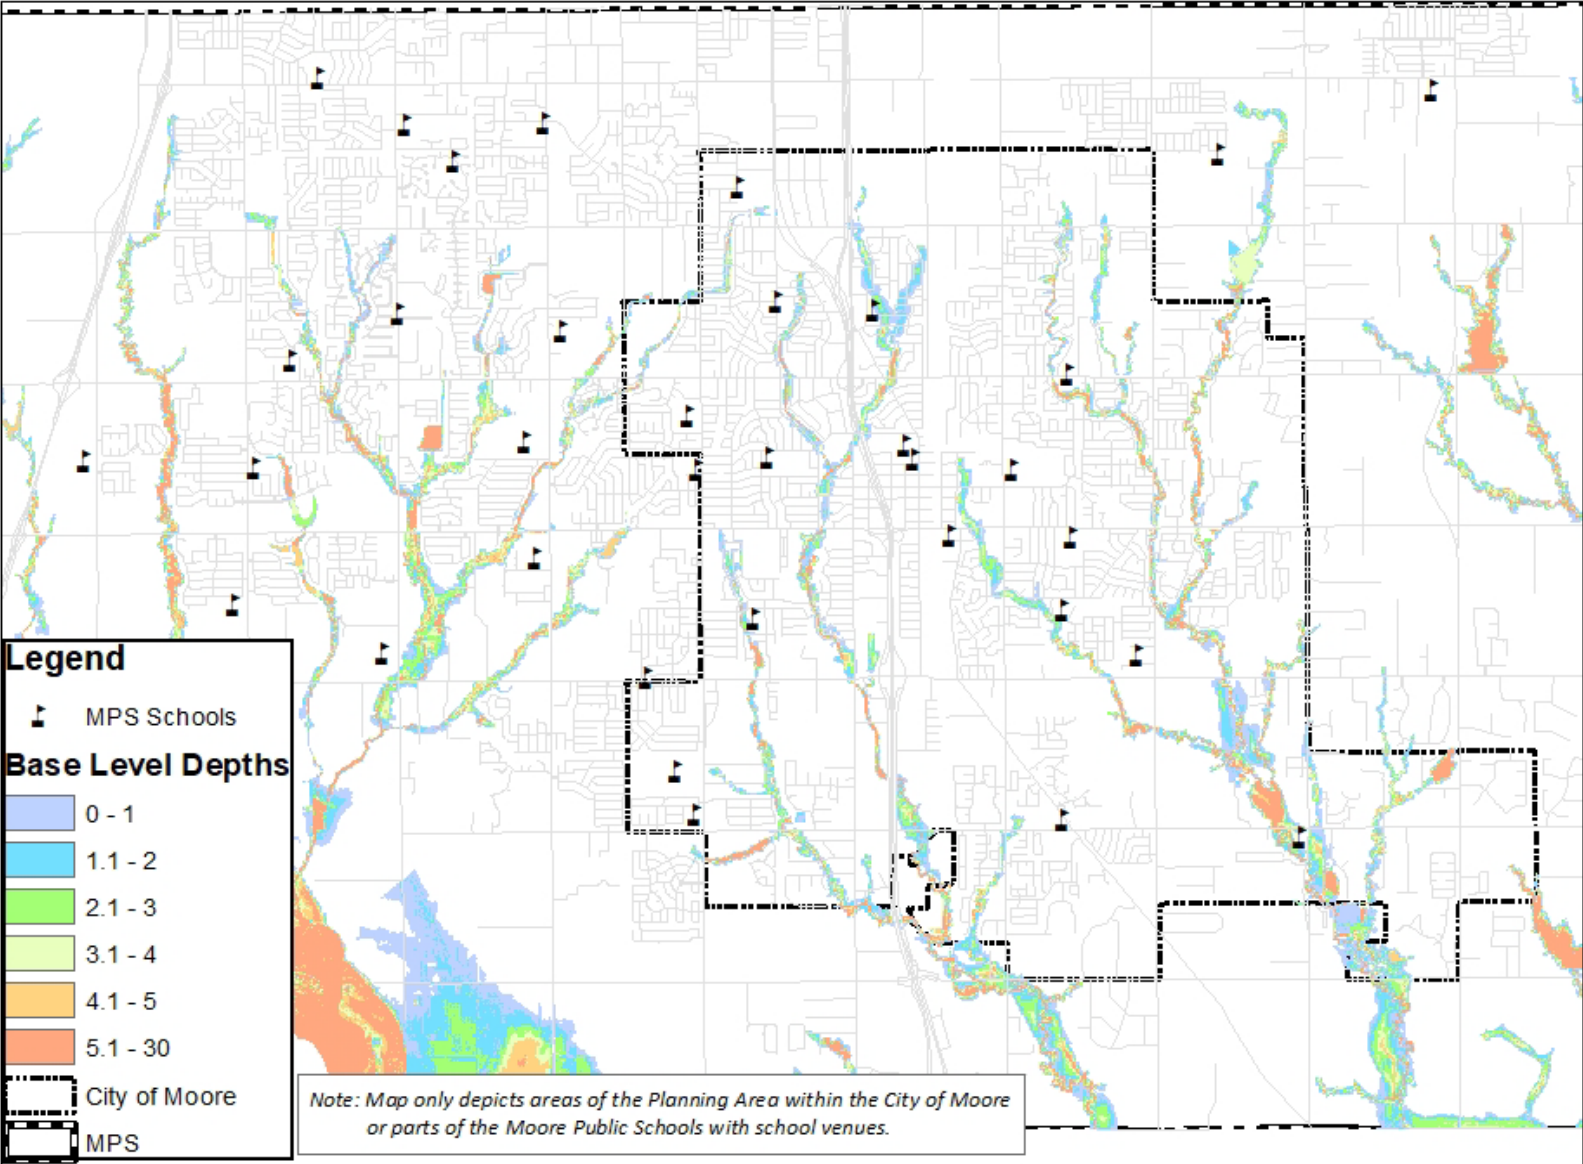 Legend
MPS Schools
Base Level Depths
0 - 1
1.1 - 2
2.1 - 3
3.1 - 4
4.1 - 5
5.1 - 30
City of Moore
MPS
Note: Map only depicts areas of the Planning Area within the City of Moore
or parts of the Moore Public Schools with school venues.